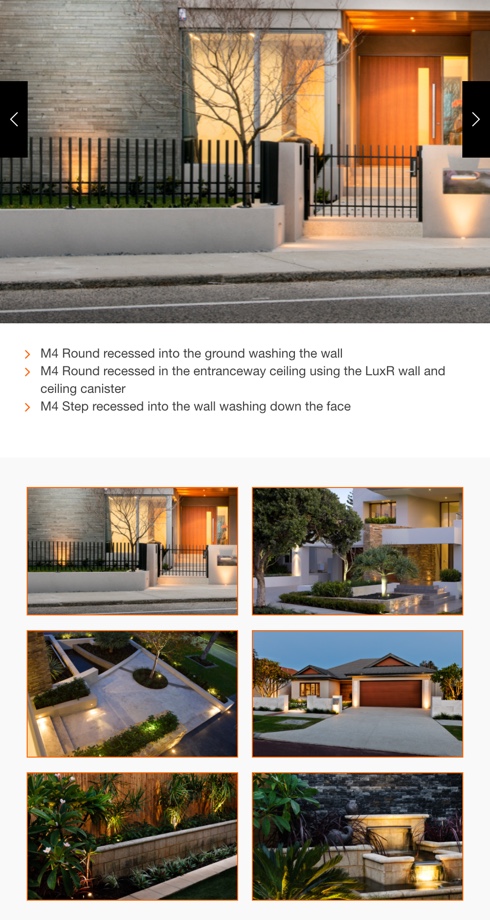 M4 Round recessed into the ground washing the wall
M4 Round recessed in the entranceway ceiling using the LuxR wall and
ceiling canister
M4 Step recessed into the wall washing down the face